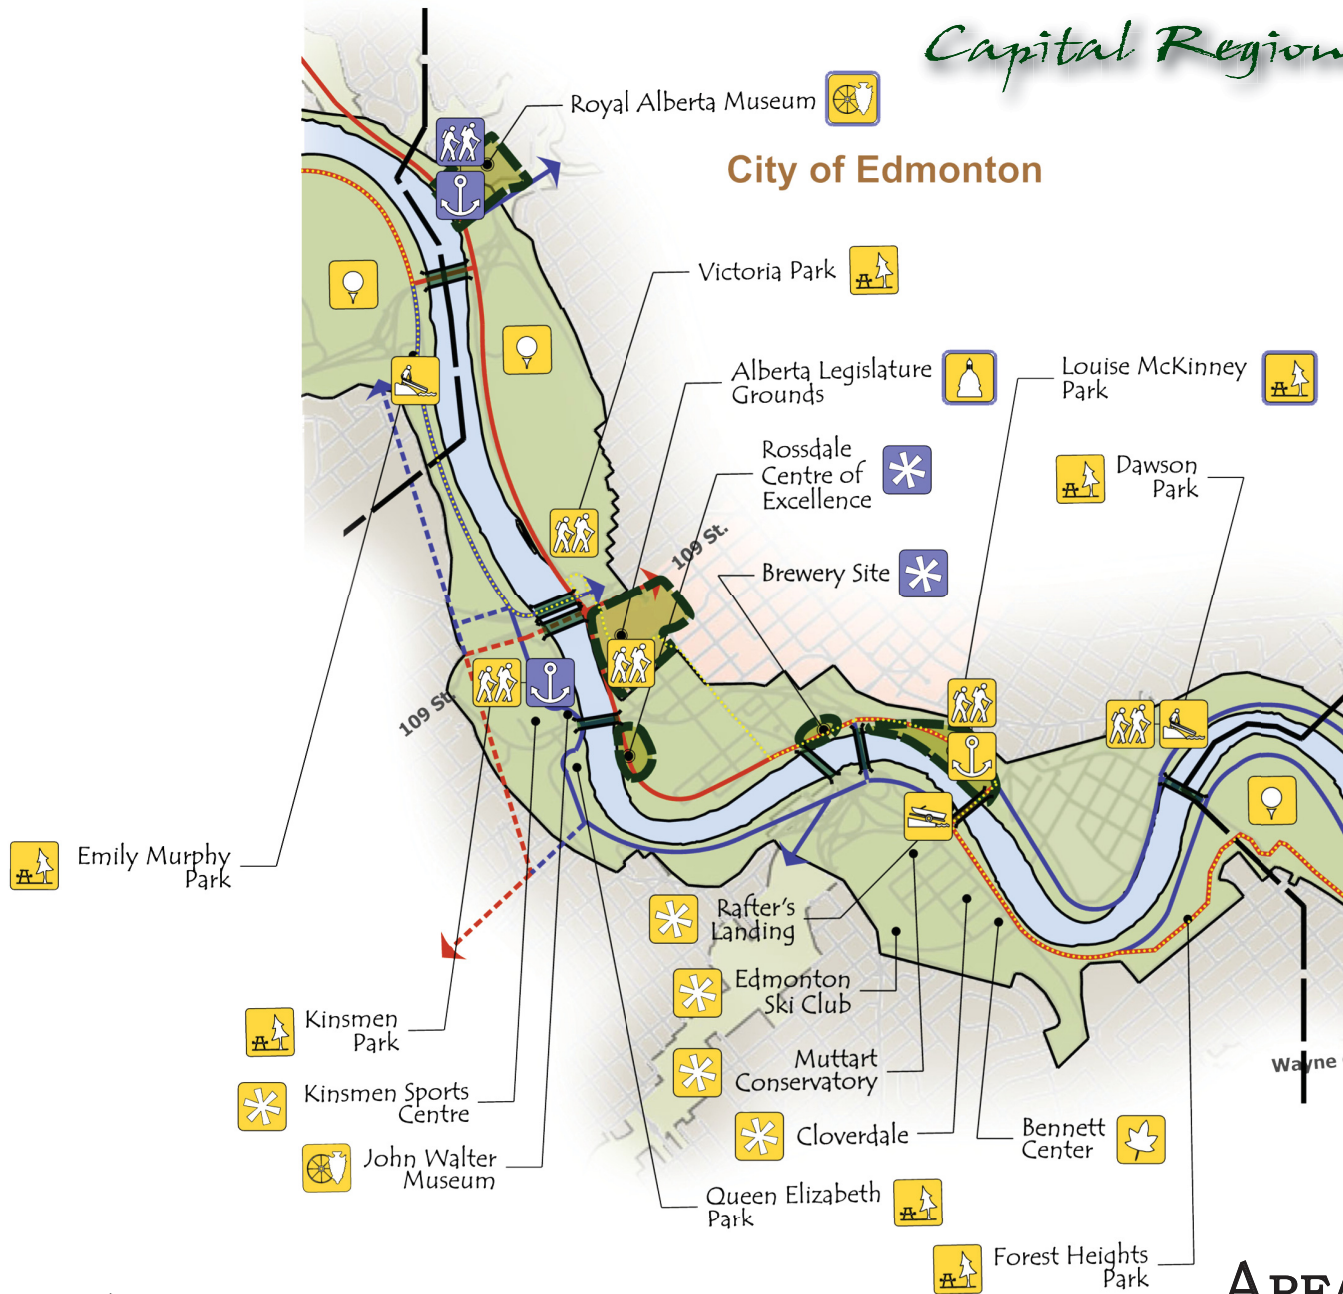 Capital Region
Royal Alberta Museum
City of Edmonton
Victoria Park
Alberta Legislature
Grounds
Louise McKinney
Park
Rossdale
Centre of
Excellence
Dawson
Park
109 St.
Brewery Site
109 St.
Emily Murphy
Park
Rafter's
Landing
Edmonton
Ski Club
Kinsmen
Park
Muttart
Conservatory
Wayne
Kinsmen Sports
Centre
Cloverdale
Bennett
Center
John Walter
Museum
Queen Elizabeth
Park
Forest Heights
Park